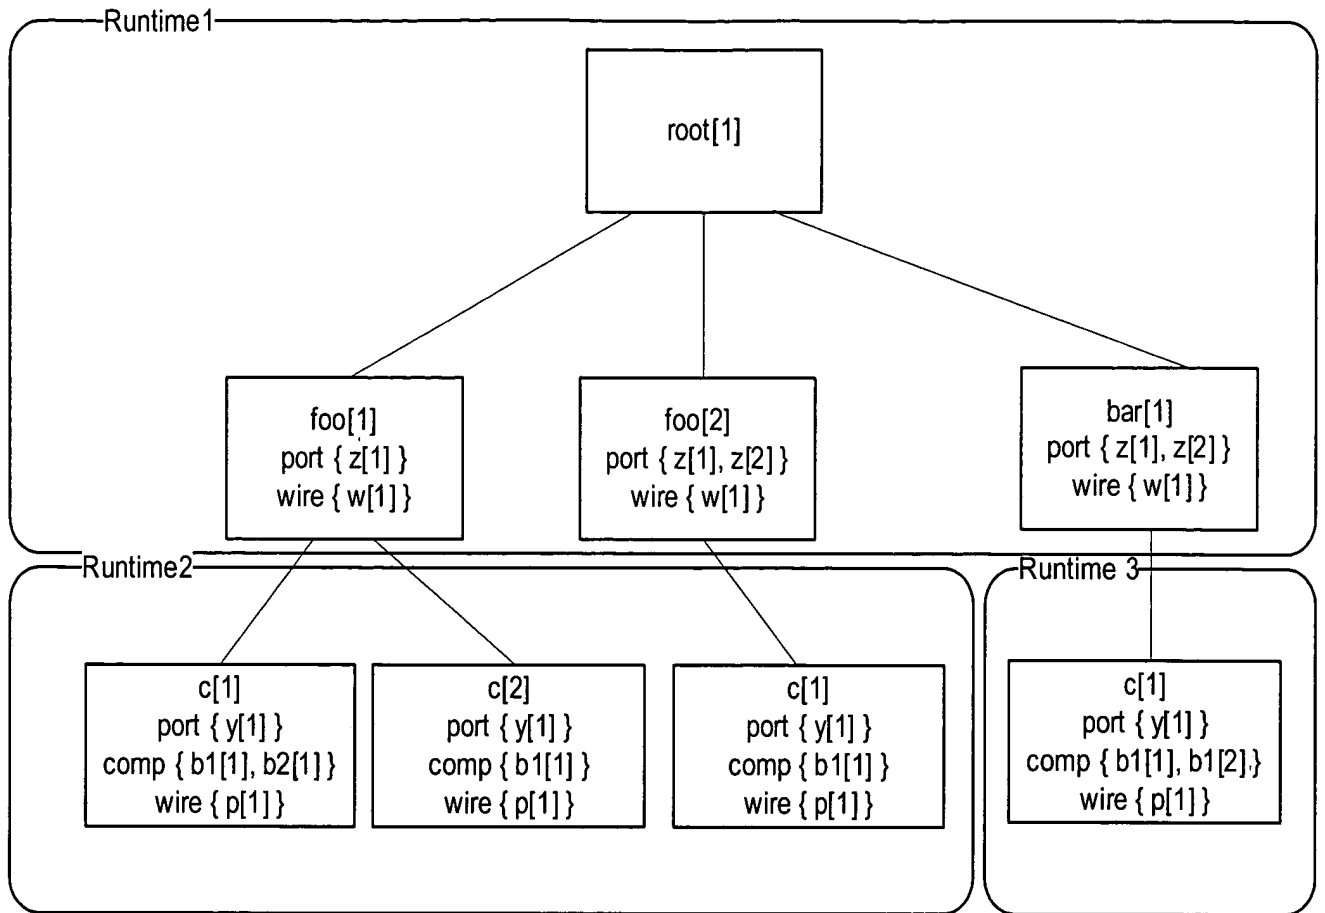 Runtime1
root[1]
foo[1]
port { z[1] }
wire { w[1] }
foo[2]
port { z[1], z[2] }
wire { w[1] }
bar[1]
port { z[1], z[2] }
wire { w[1] }
Runtime2
c[1]
port { y[1] }
comp { b1[1], b2[1] }
wire { p[1] }
c[2]
port { y[1] }
comp { b1[1] }
wire { p[1] }
c[1]
port { y[1] }
comp { b1[1] }
wire { p[1] }
Runtime 3
c[1]
port { y[1] }
comp { b1[1], b1[2] }
wire { p[1] }